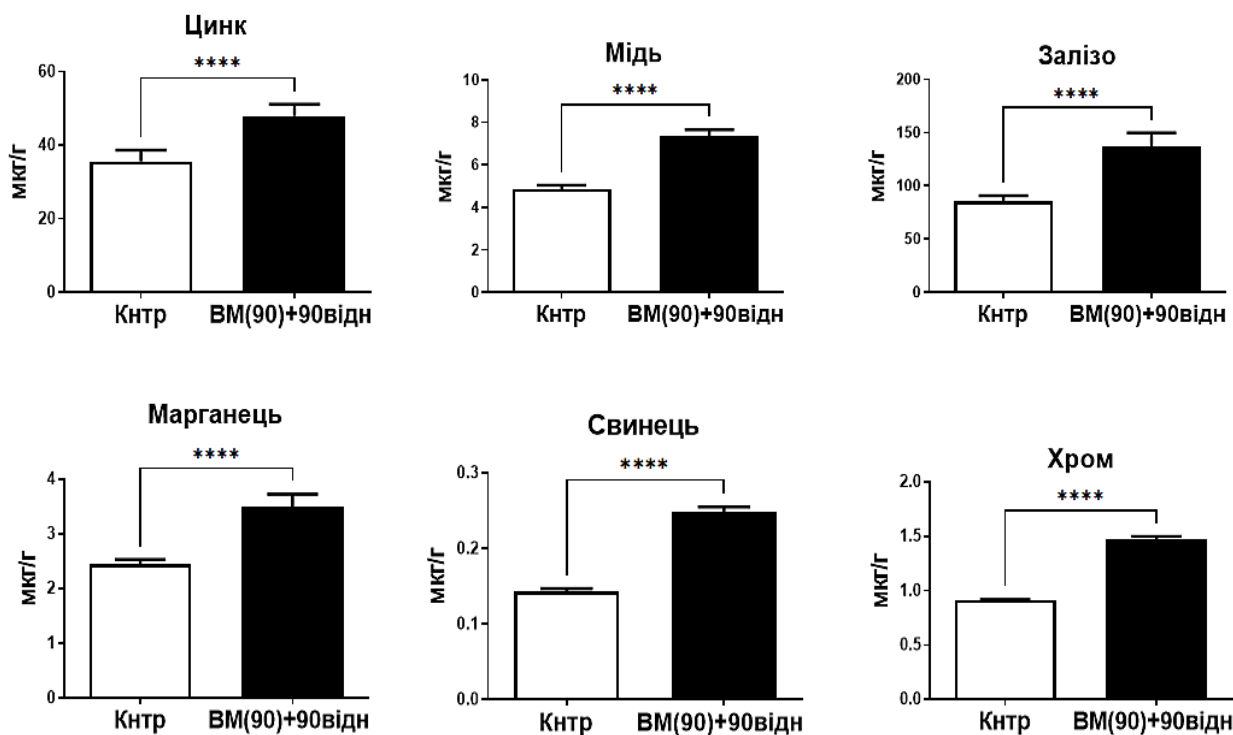 Цинк
60
40
20
0
мкг/г
****
Кнтр
ВМ(90)+90відн
Мідь
10
8
6
4
2
0
мкг/г
****
Кнтр
ВМ(90)+90відн
Залізо
200
150
100
50
0
мкг/г
****
Кнтр
ВМ(90)+90відн
Марганець
4
3
2
1
0
мкг/г
****
Кнтр
ВМ(90)+90відн
Свинець
0.3
0.2
0.1
0.0
мкг/г
****
Кнтр
ВМ(90)+90відн
Хром
2.0
1.5
1.0
0.5
0.0
мкг/г
****
Кнтр
ВМ(90)+90відн